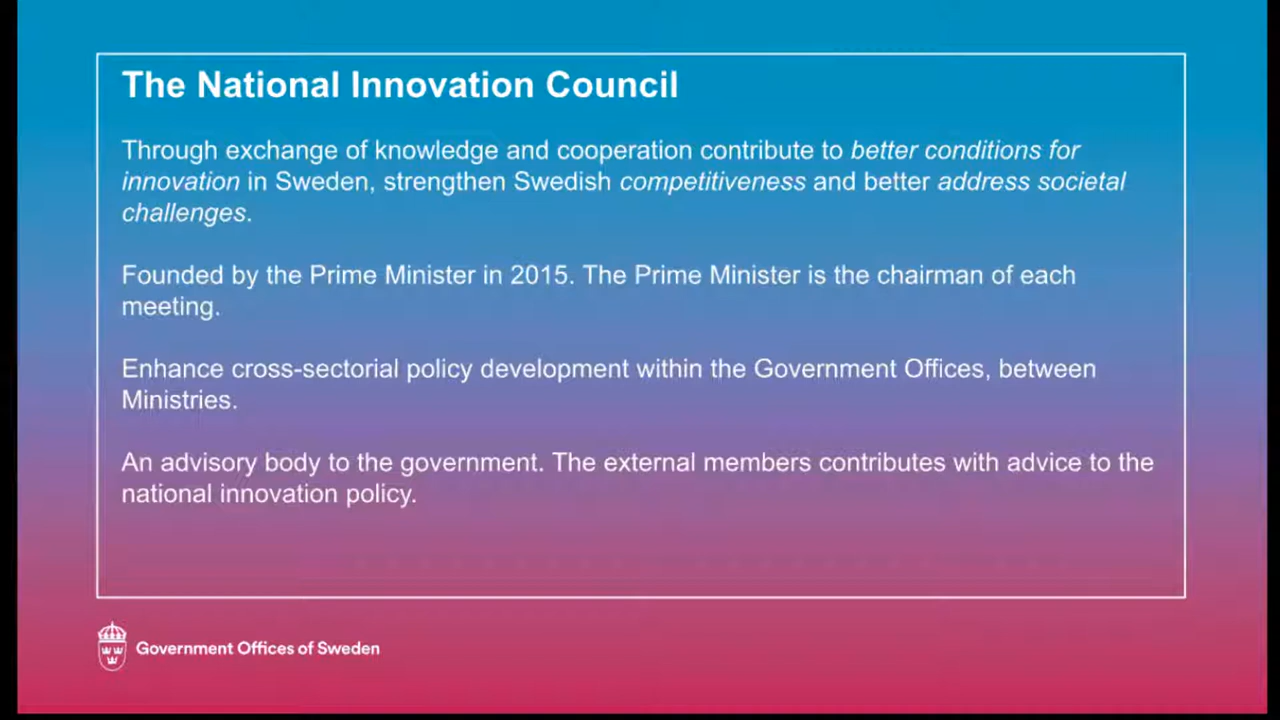 The National Innovation Council
Through exchange of knowledge and cooperation contribute to better conditions for
innovation in Sweden, strengthen Swedish competitiveness and better address societal
challenges.
Founded by the Prime Minister in 2015. The Prime Minister is the chairman of each
meeting.
Enhance cross-sectorial policy development within the Government Offices, between
Ministries.
An advisory body to the government. The external members contributes with advice to the
national innovation policy.
Government Offices of Sweden